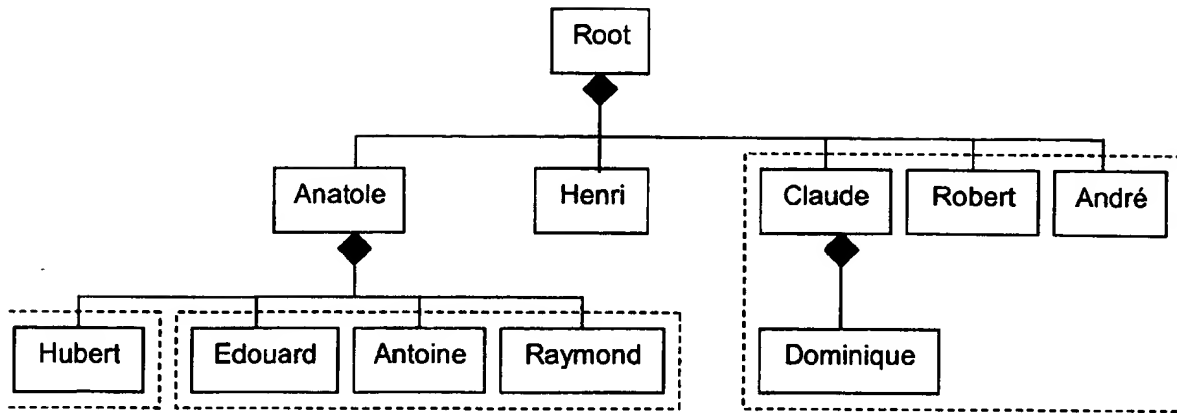 Root
Anatole
Henri
Claude
Robert
André
Hubert
Edouard
Antoine
Raymond
Dominique